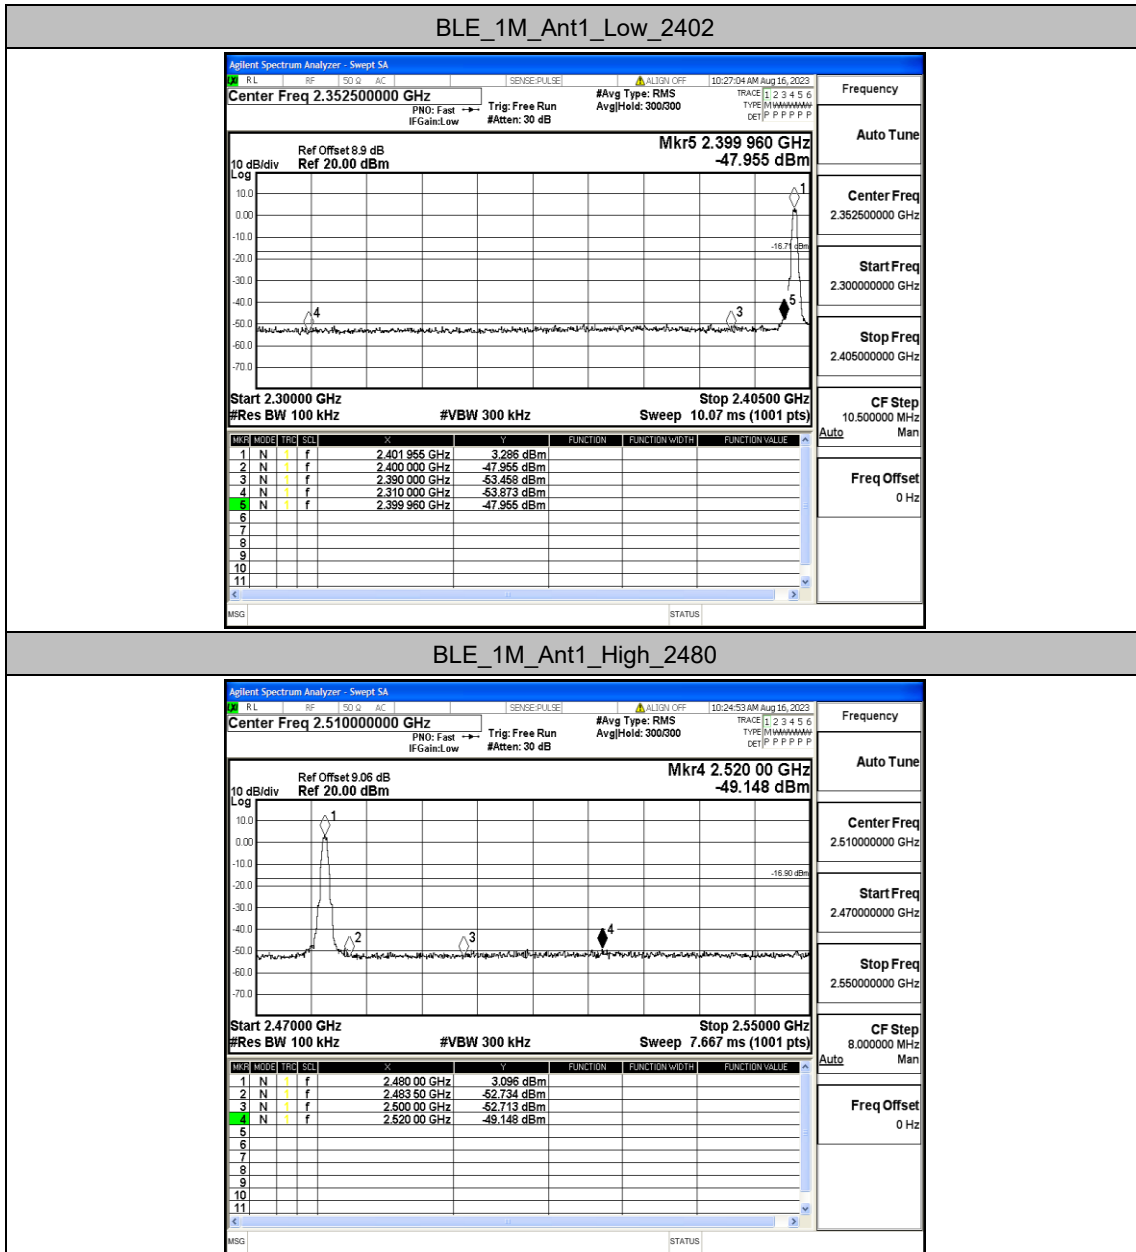 BLE_1M_Ant1_Low_2402
Agilent Spectrum Analyzer - Swept SA
RL RF 50 Ω AC SENSE:PULSE ALIGN OFF 10:27:04 AM Aug 16, 2023
Center Freq 2.352500000 GHz
PNO: Fast
IFGain:Low
Trig: Free Run
#Atten: 30 dB
#Avg Type: RMS
Avg|Hold: 300/300
TRACE 1 2 3 4 5 6
TYPE M W W W W W
DET P P P P P P
Frequency
Auto Tune
Center Freq
2.352500000 GHz
Start Freq
2.300000000 GHz
Stop Freq
2.405000000 GHz
CF Step
10.500000 MHz
Auto Man
Freq Offset
0 Hz
Mkr5 2.399 960 GHz
-47.955 dBm
Ref Offset 8.9 dB
10 dB/div Ref 20.00 dBm
Log
10.0
0.00
-10.0
-20.0
-30.0
-40.0
-50.0
-60.0
-70.0
-16.71 dBm
1
5
3
4
Start 2.30000 GHz Stop 2.40500 GHz
#Res BW 100 kHz #VBW 300 kHz Sweep 10.07 ms (1001 pts)
MKR MODE TRC SCL X Y FUNCTION FUNCTION WIDTH FUNCTION VALUE
1 N 1 f 2.401 955 GHz 3.286 dBm
2 N 1 f 2.400 000 GHz -47.955 dBm
3 N 1 f 2.390 000 GHz -53.458 dBm
4 N 1 f 2.310 000 GHz -53.873 dBm
5 N 1 f 2.399 960 GHz -47.955 dBm
6
7
8
9
10
11
MSG STATUS
BLE_1M_Ant1_High_2480
Agilent Spectrum Analyzer - Swept SA
RL RF 50 Ω AC SENSE:PULSE ALIGN OFF 10:24:53 AM Aug 16, 2023
Center Freq 2.510000000 GHz
PNO: Fast
IFGain:Low
Trig: Free Run
#Atten: 30 dB
#Avg Type: RMS
Avg|Hold: 300/300
TRACE 1 2 3 4 5 6
TYPE M W W W W W
DET P P P P P P
Frequency
Auto Tune
Center Freq
2.510000000 GHz
Start Freq
2.470000000 GHz
Stop Freq
2.550000000 GHz
CF Step
8.000000 MHz
Auto Man
Freq Offset
0 Hz
Mkr4 2.520 00 GHz
-49.148 dBm
Ref Offset 9.06 dB
10 dB/div Ref 20.00 dBm
Log
10.0
0.00
-10.0
-20.0
-30.0
-40.0
-50.0
-60.0
-70.0
-16.90 dBm
1
2
3
4
Start 2.47000 GHz Stop 2.55000 GHz
#Res BW 100 kHz #VBW 300 kHz Sweep 7.667 ms (1001 pts)
MKR MODE TRC SCL X Y FUNCTION FUNCTION WIDTH FUNCTION VALUE
1 N 1 f 2.480 00 GHz 3.096 dBm
2 N 1 f 2.483 50 GHz -52.734 dBm
3 N 1 f 2.500 00 GHz -52.713 dBm
4 N 1 f 2.520 00 GHz -49.148 dBm
5
6
7
8
9
10
11
MSG STATUS